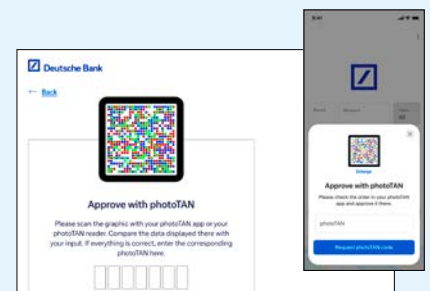 Deutsche Bank
← Back
Approve with photoTAN
Please scan the graphic with your photoTAN app or your
photoTAN reader. Compare the data displayed there with
your input. If everything is correct, enter the corresponding
photoTAN here.
9:41
Enlarge
Approve with photoTAN
Please check the order in your photoTAN
app and approve it there.
photoTAN
Request photoTAN code